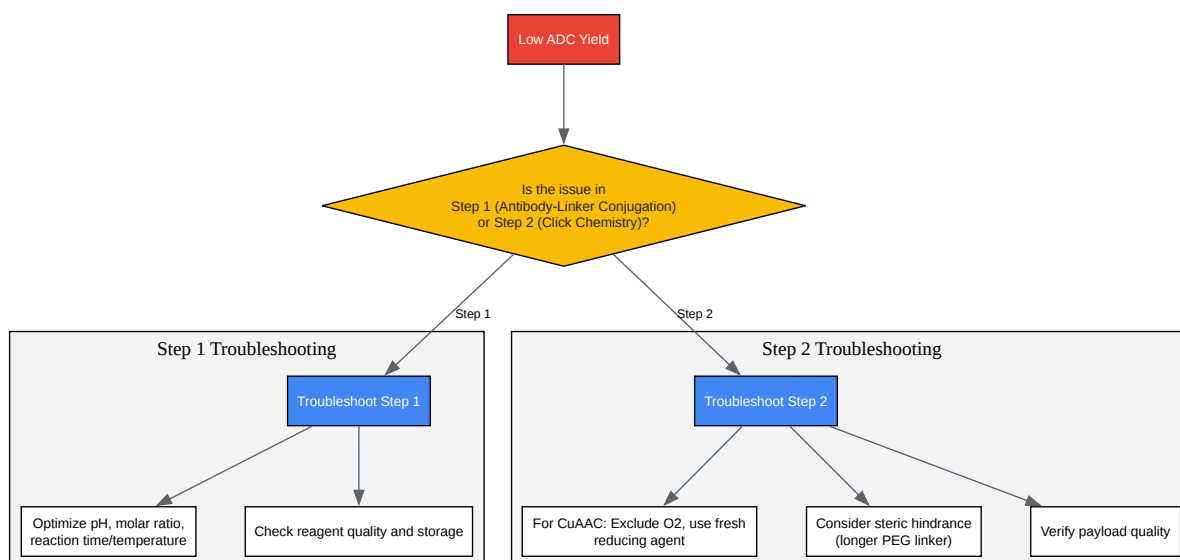 Low ADC Yield
Is the issue in
Step 1 (Antibody-Linker Conjugation)
or Step 2 (Click Chemistry)?
Step 1
Step 2
Step 1 Troubleshooting
Step 2 Troubleshooting
Troubleshoot Step 1
Troubleshoot Step 2
Optimize pH, molar ratio,
reaction time/temperature
Check reagent quality and storage
For CuAAC: Exclude O2, use fresh
reducing agent
Consider steric hindrance
(longer PEG linker)
Verify payload quality